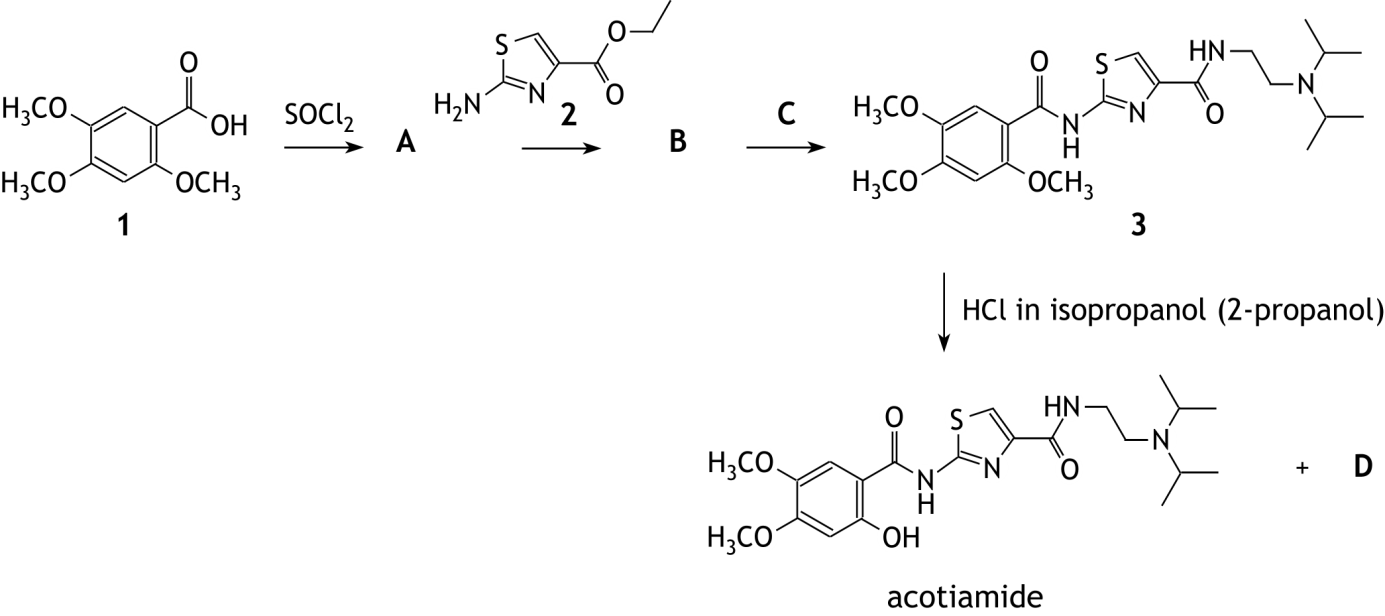 O
H₃CO
OH
H₃CO
OCH₃
1
SOCl₂
A
S
O
H₂N
N
O
2
B
C
O
S
HN
N
H₃CO
N
H
N
O
H₃CO
OCH₃
3
HCl in isopropanol (2-propanol)
O
S
HN
N
H₃CO
N
H
N
O
H₃CO
OH
+ D
acotiamide